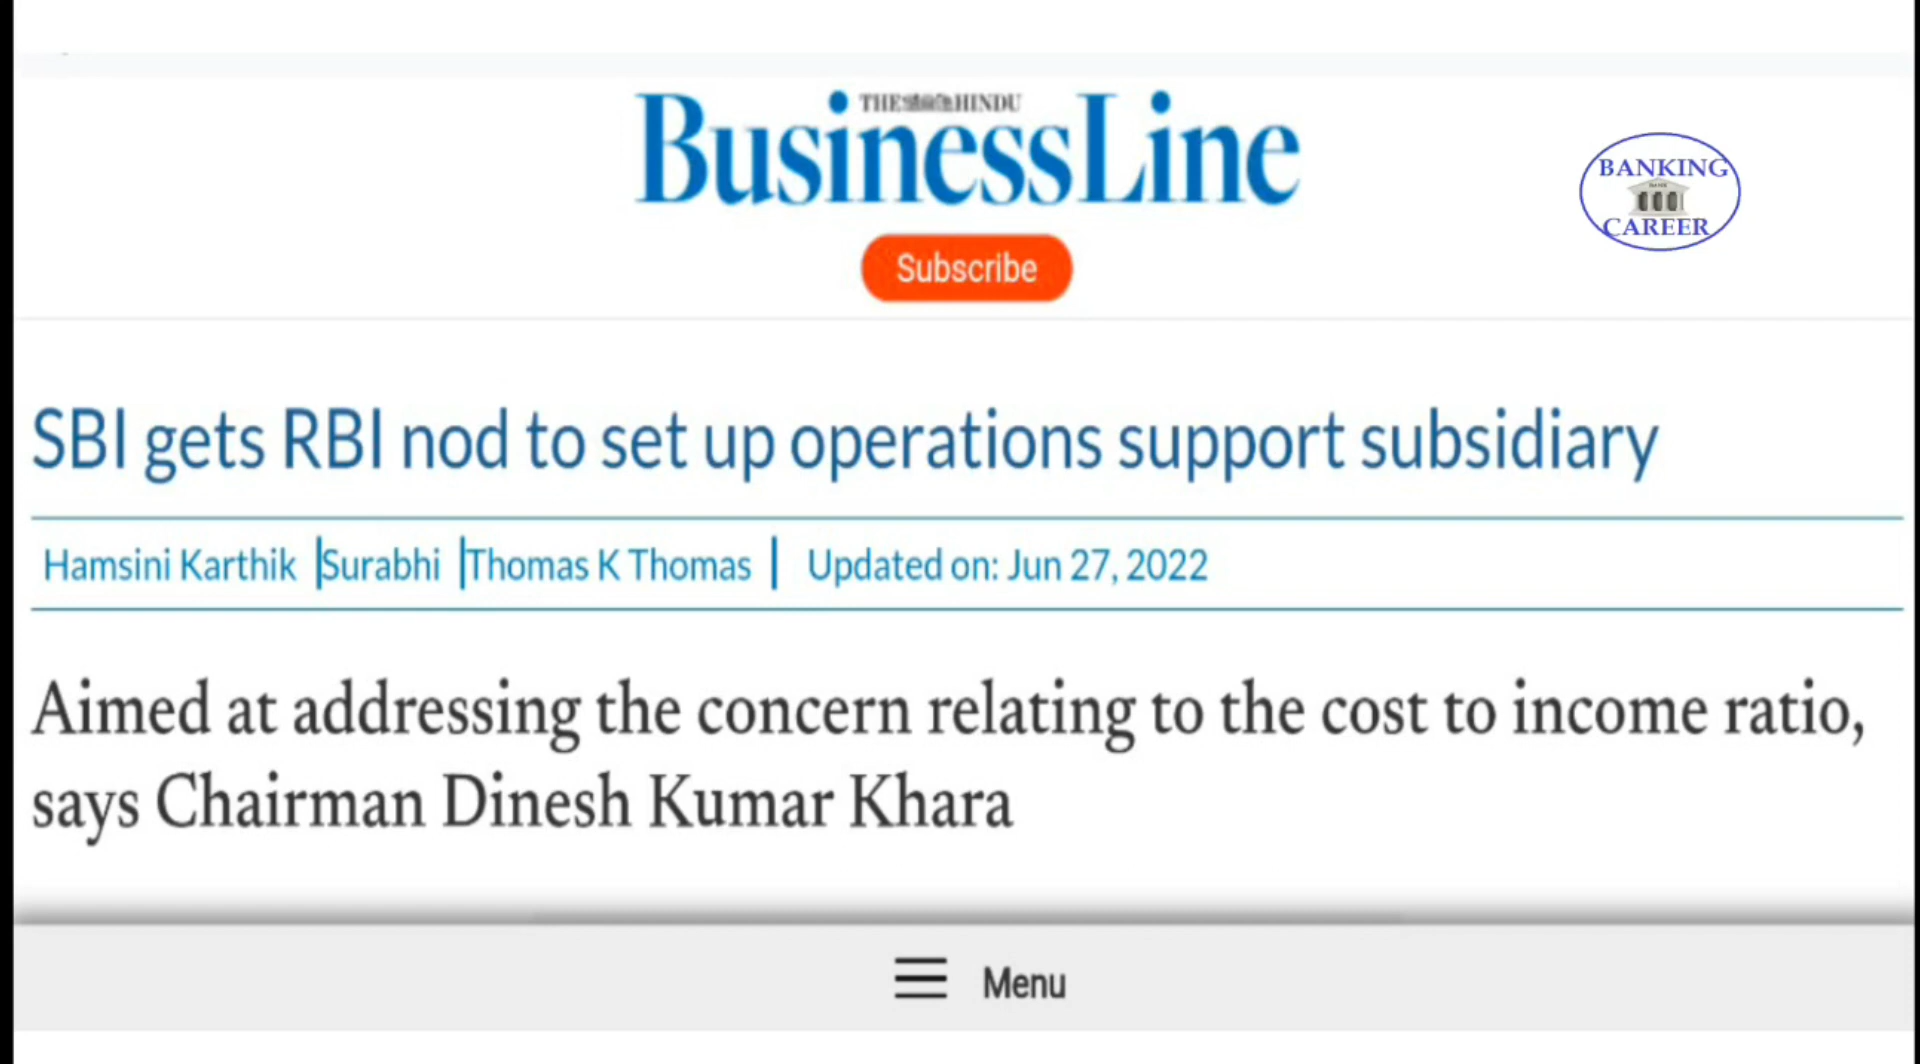 THE HINDU
BusinessLine
BANKING
CAREER
Subscribe
SBI gets RBI nod to set up operations support subsidiary
Hamsini Karthik |Surabhi |Thomas K Thomas | Updated on: Jun 27, 2022
Aimed at addressing the concern relating to the cost to income ratio,
says Chairman Dinesh Kumar Khara
Menu